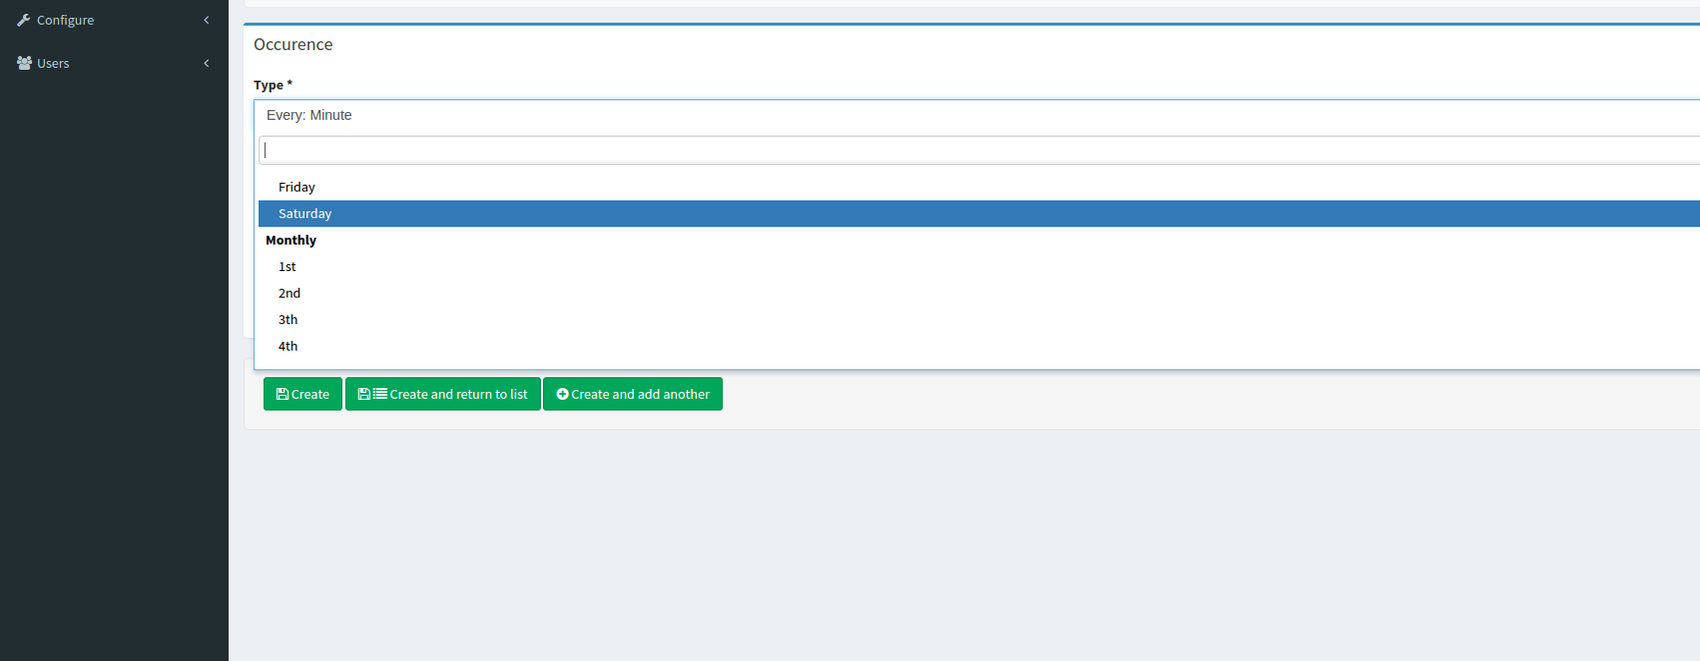 Configure
Users
Occurence
Type *
Every: Minute
Friday
Saturday
Monthly
1st
2nd
3th
4th
Create
Create and return to list
Create and add another